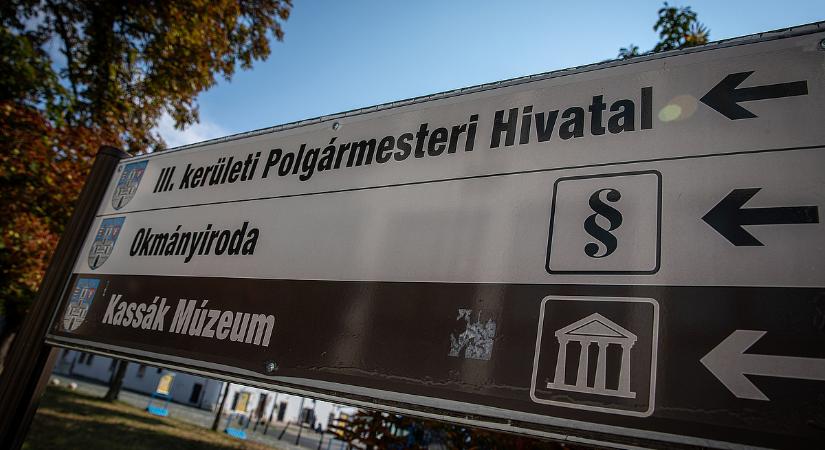 III. kerületi Polgármesteri Hivatal
Okmányiroda §
Kassák Múzeum